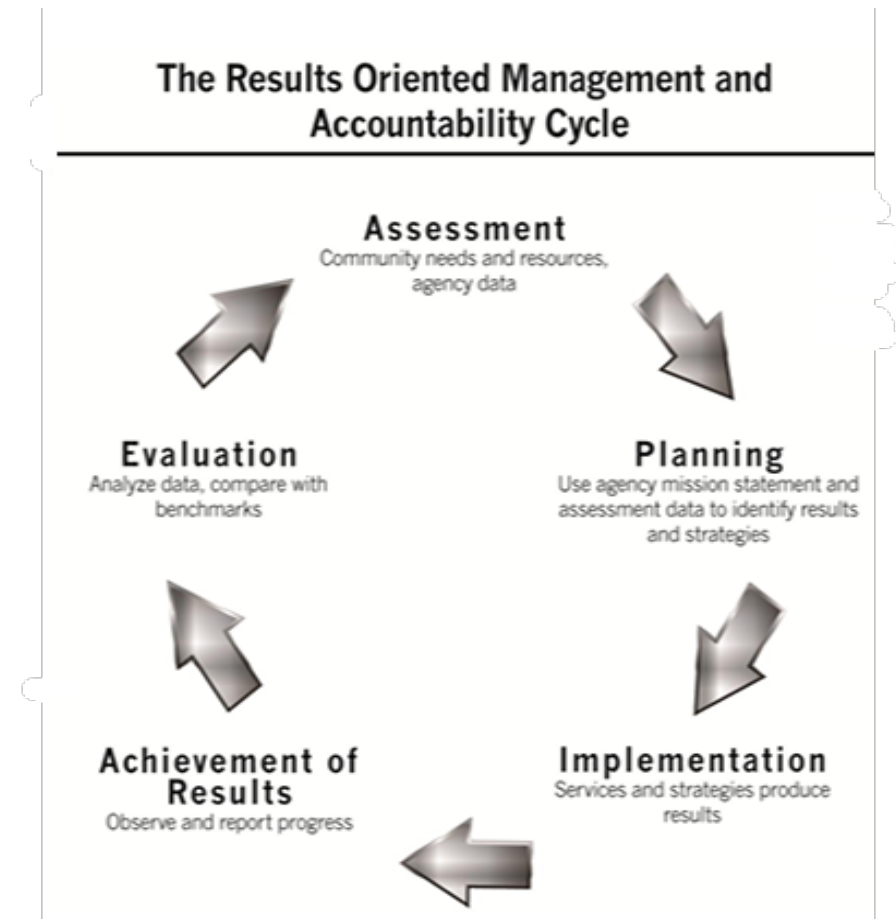 The Results Oriented Management and
Accountability Cycle
Assessment
Community needs and resources,
agency data
Planning
Use agency mission statement and
assessment data to identify results
and strategies
Implementation
Services and strategies produce
results
Achievement of
Results
Observe and report progress
Evaluation
Analyze data, compare with
benchmarks